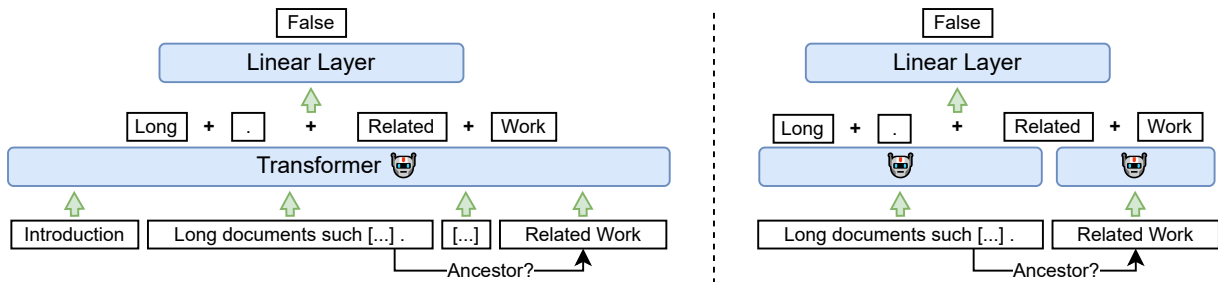 False
Linear Layer
Long + . + Related + Work
Transformer
Introduction Long documents such [...] . [...] Related Work
Ancestor?
False
Linear Layer
Long + . + Related + Work
Long documents such [...] . Related Work
Ancestor?